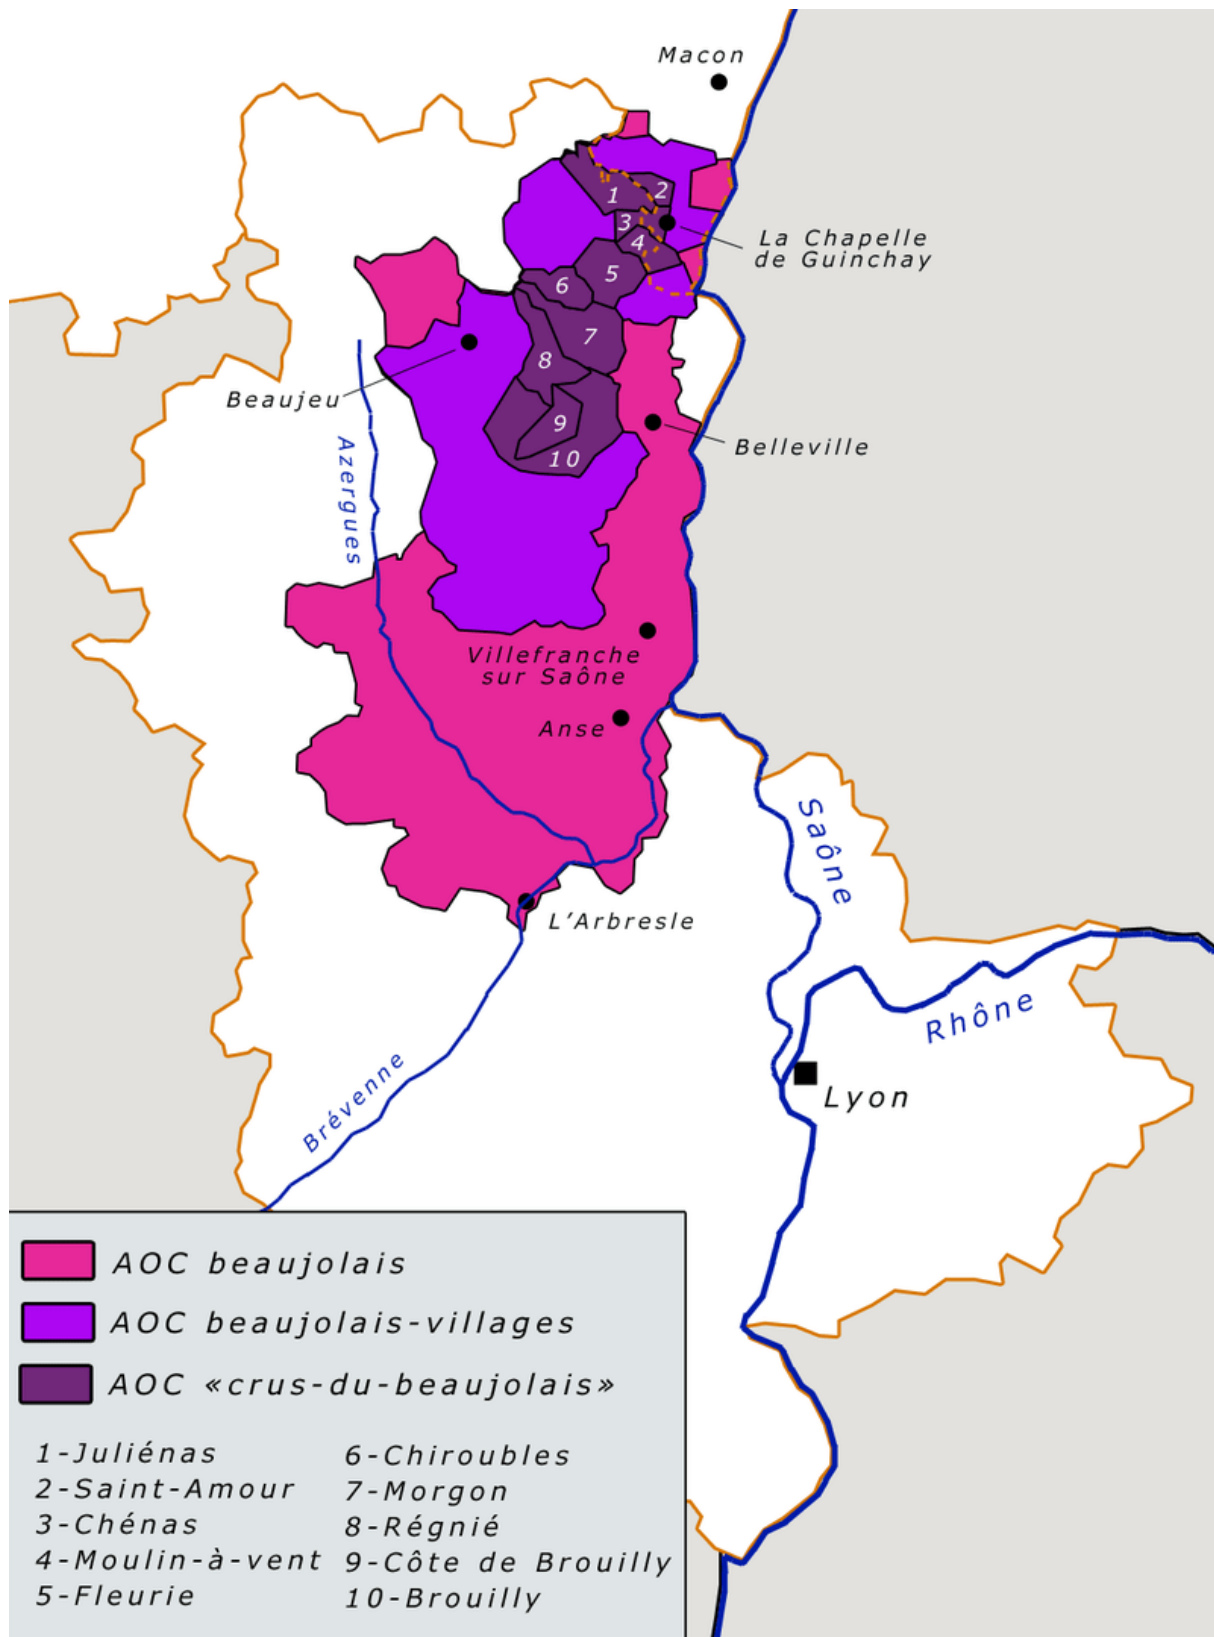 Macon
1
2
3
La Chapelle
de Guinchay
4
5
6
7
8
Beaujeu
9
Belleville
10
Azergues
Villefranche
sur Saône
Anse
Saône
L'Arbresle
Rhône
Brévenne
Lyon
AOC beaujolais
AOC beaujolais-villages
AOC «crus-du-beaujolais»
1-Juliénas
2-Saint-Amour
3-Chénas
4-Moulin-à-vent
5-Fleurie
6-Chiroubles
7-Morgon
8-Régnié
9-Côte de Brouilly
10-Brouilly